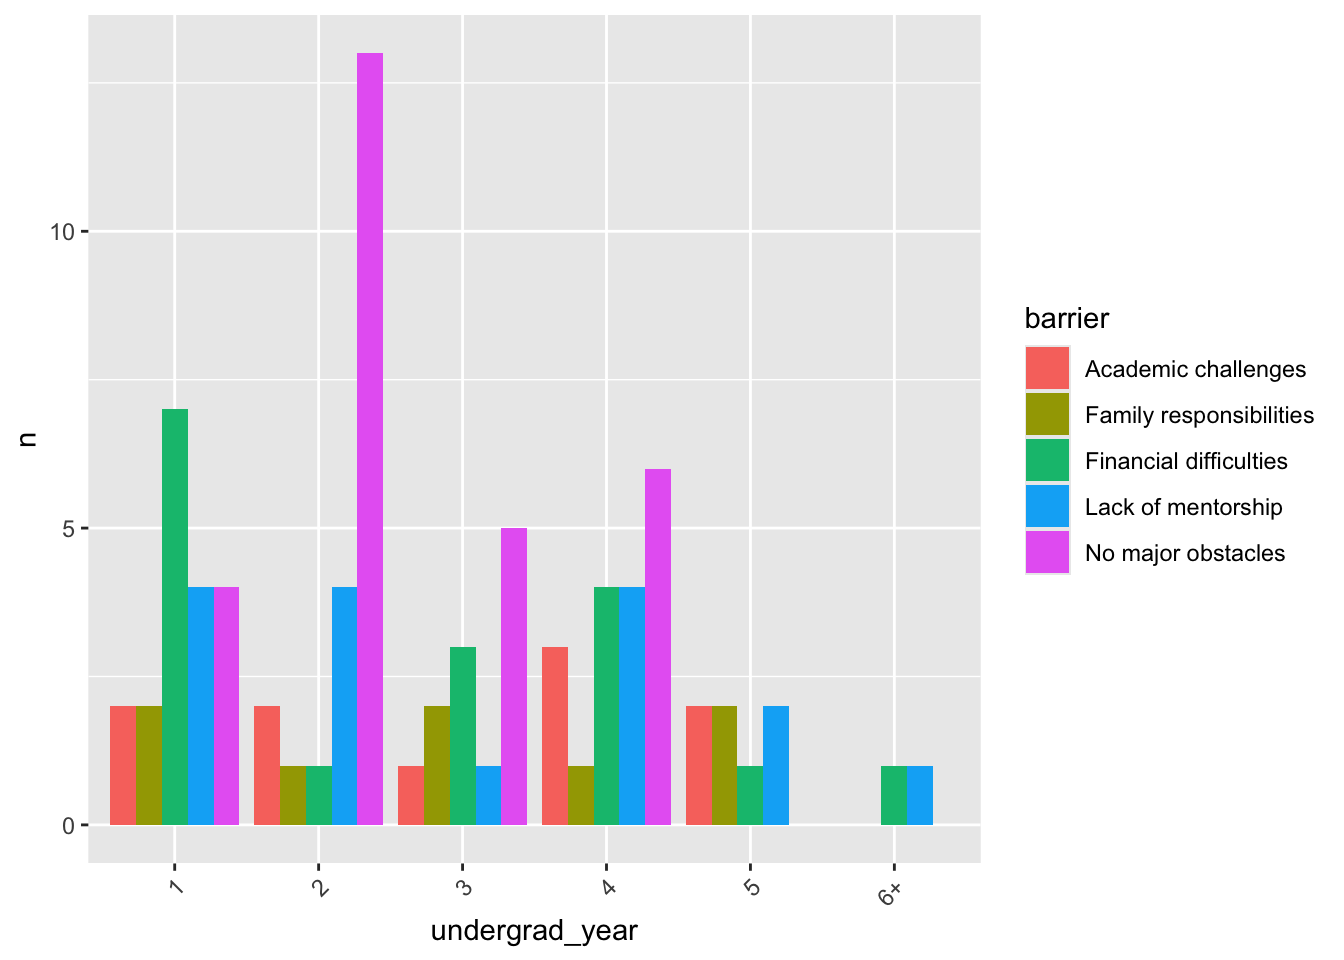 10
5
0
n
1
2
3
4
5
6+
undergrad_year
barrier
Academic challenges
Family responsibilities
Financial difficulties
Lack of mentorship
No major obstacles